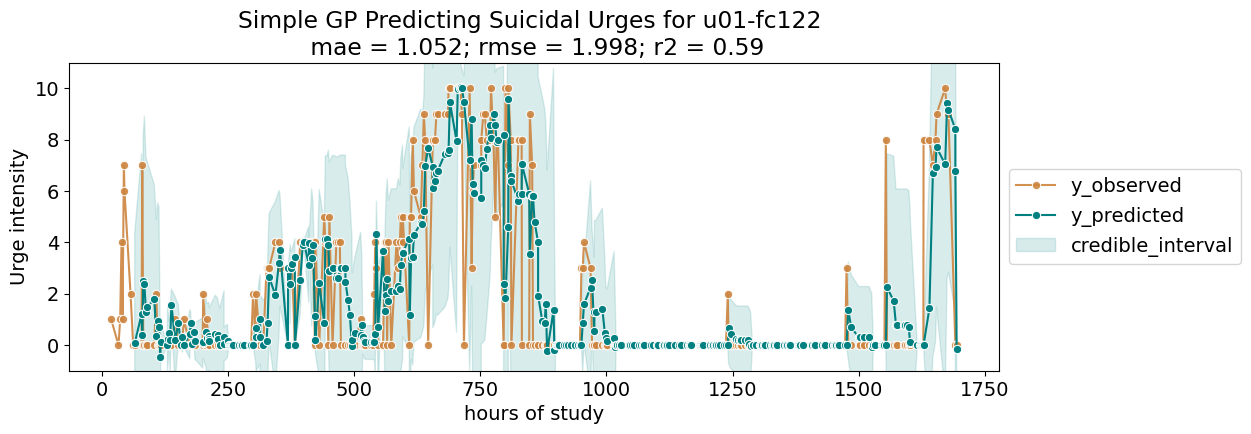 Simple GP Predicting Suicidal Urges for u01-fc122
mae = 1.052; rmse = 1.998; r2 = 0.59
Urge intensity
10
8
6
4
2
0
0 250 500 750 1000 1250 1500 1750
hours of study
y_observed
y_predicted
credible_interval